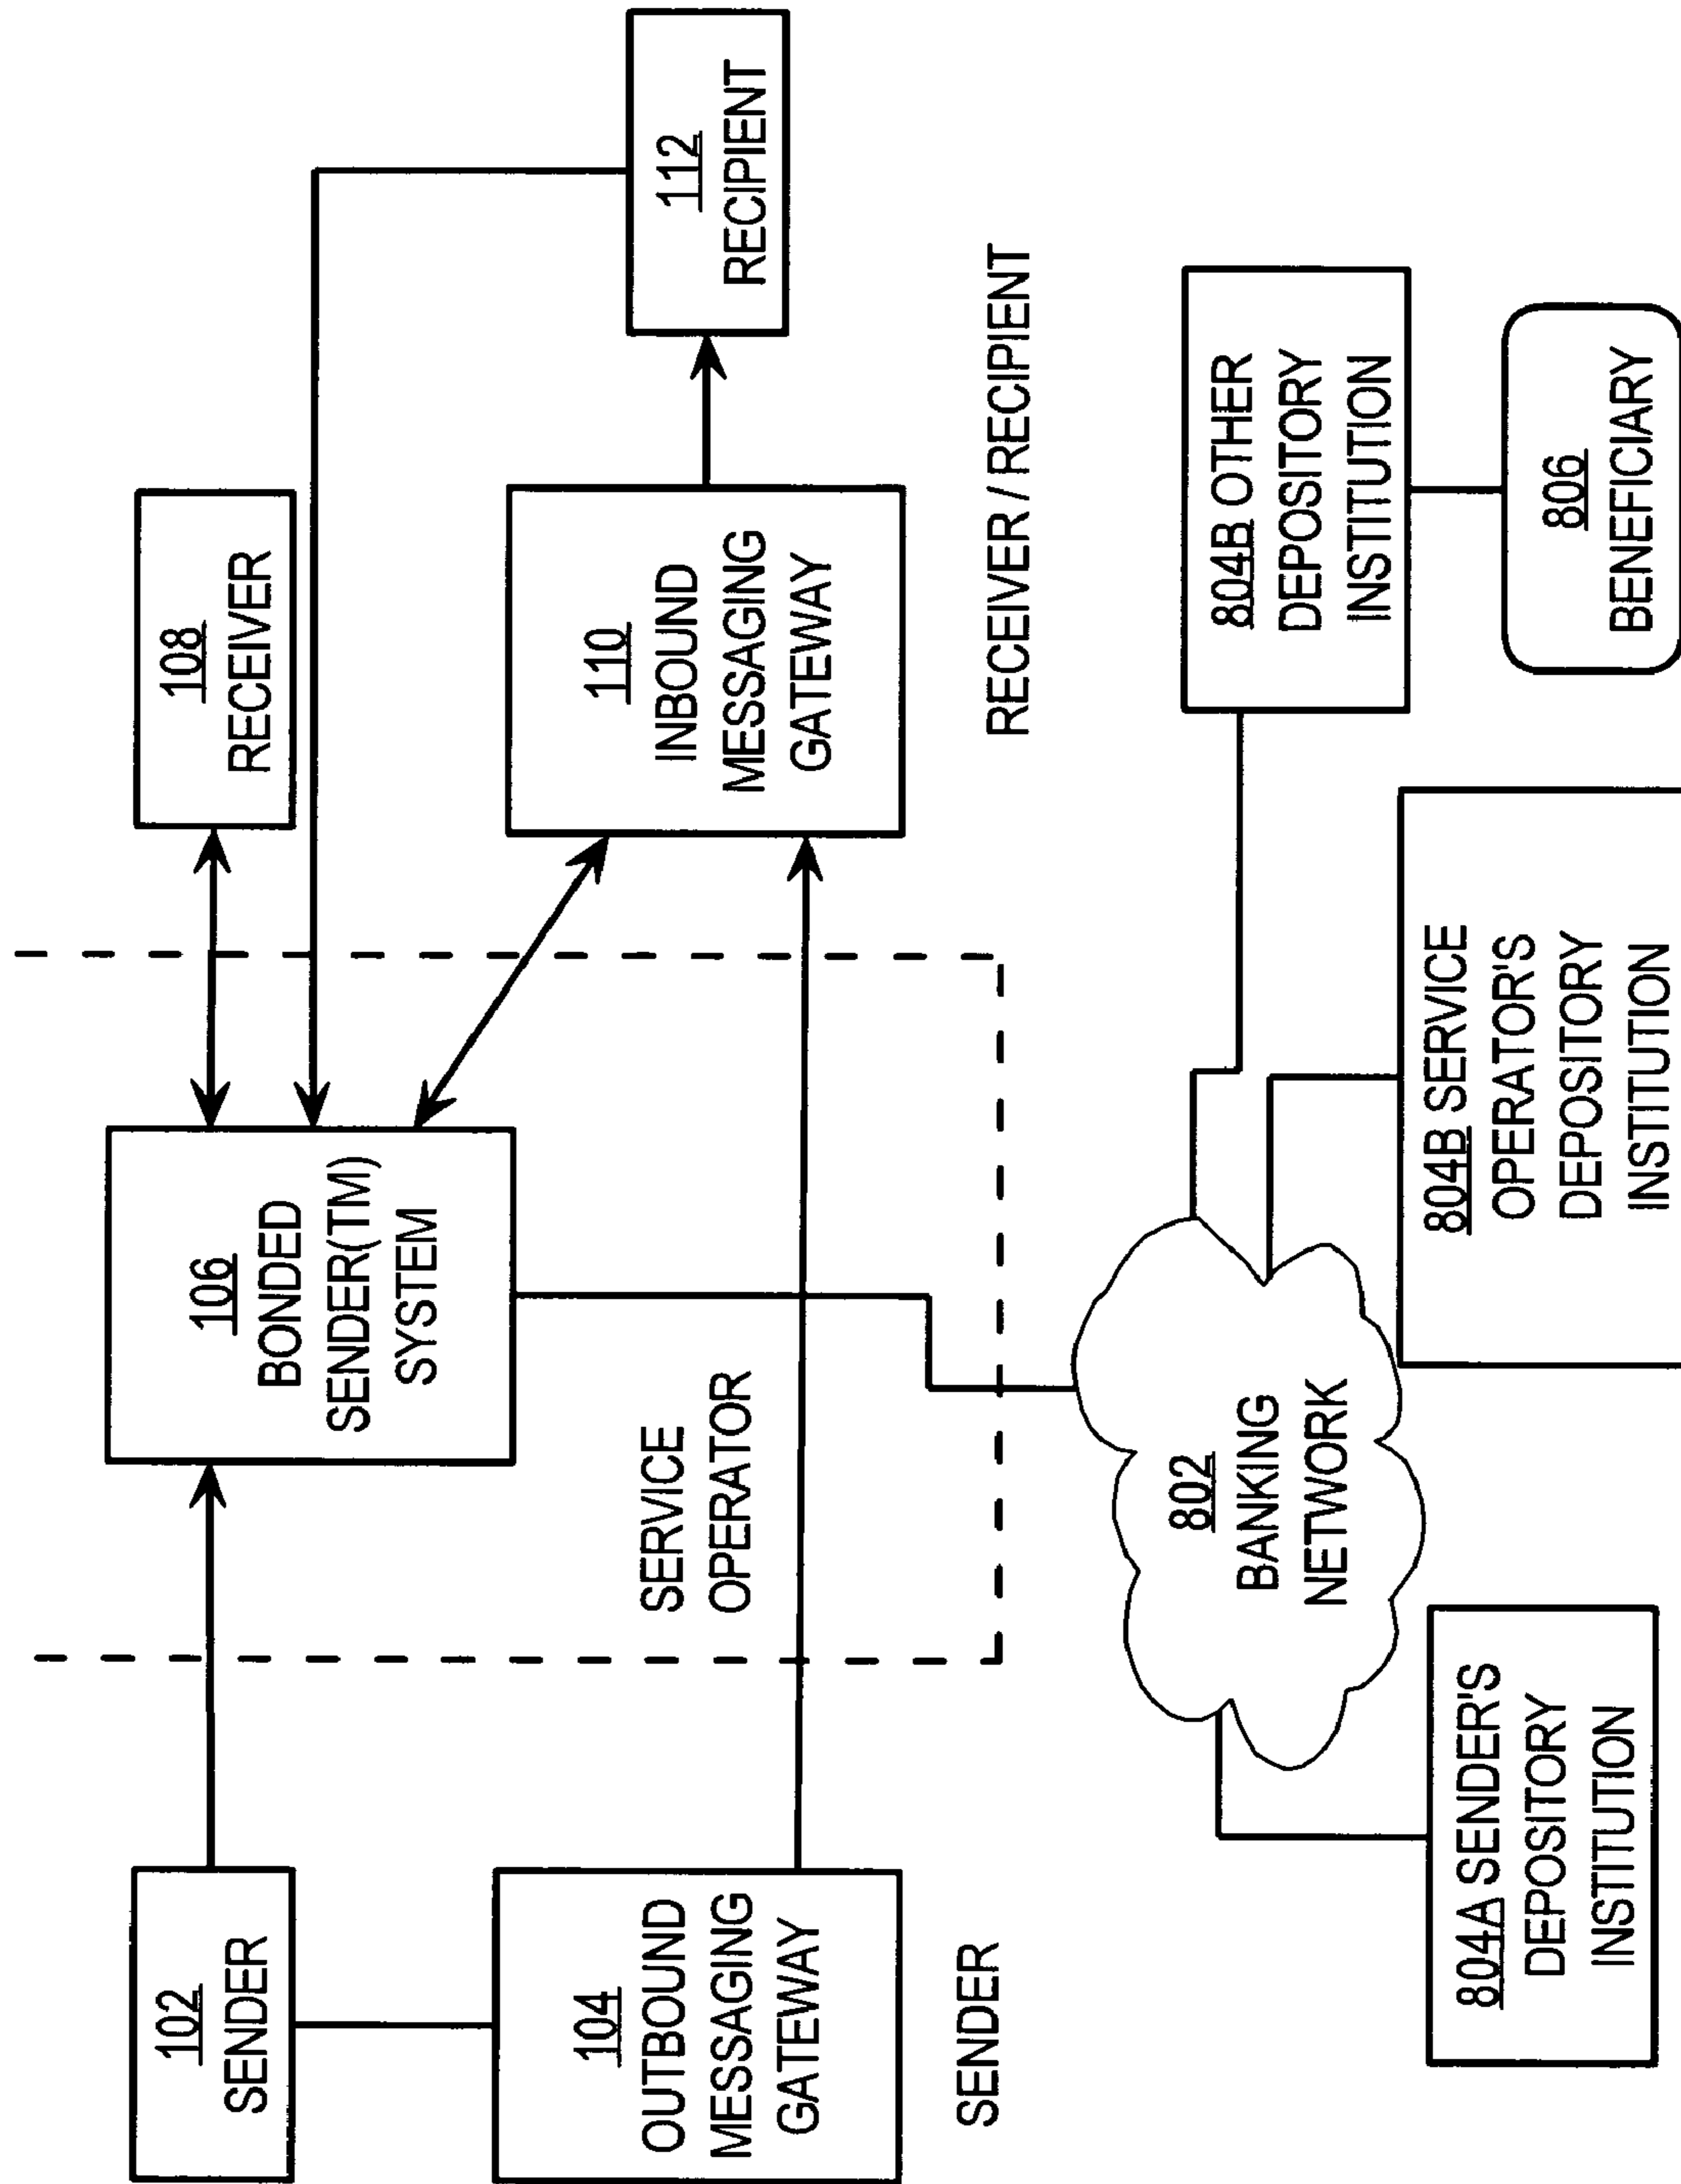 102
SENDER
104
OUTBOUND
MESSAGING
GATEWAY
SENDER
106
BONDED
SENDER(TM)
SYSTEM
SERVICE
OPERATOR
108
RECEIVER
110
INBOUND
MESSAGING
GATEWAY
112
RECIPIENT
RECEIVER / RECIPIENT
802
BANKING
NETWORK
804A SENDER'S
DEPOSITORY
INSTITUTION
804B SERVICE
OPERATOR'S
DEPOSITORY
INSTITUTION
804B OTHER
DEPOSITORY
INSTITUTION
806
BENEFICIARY